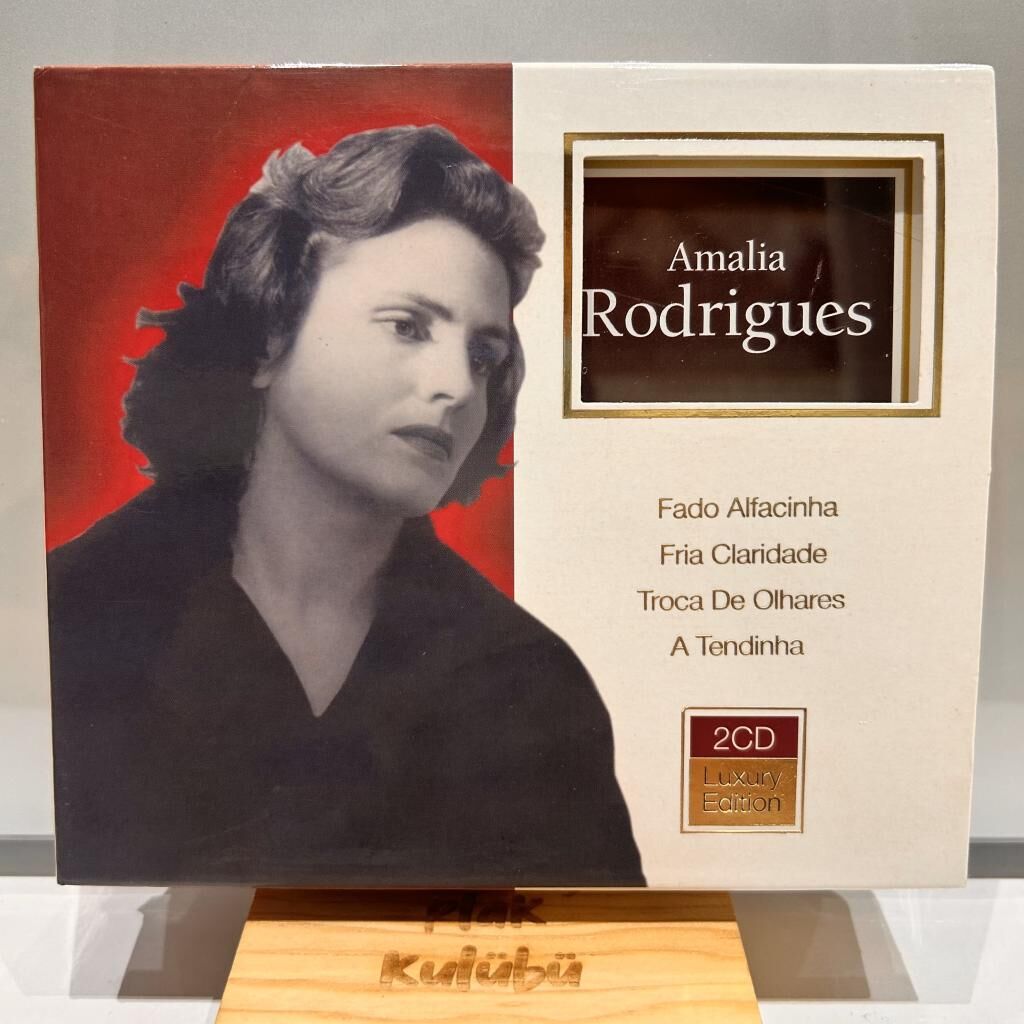 Amalia
Rodrigues
Fado Alfacinha
Fria Claridade
Troca De Olhares
A Tendinha
2CD
Luxury
Edition
Plak
Kulübü